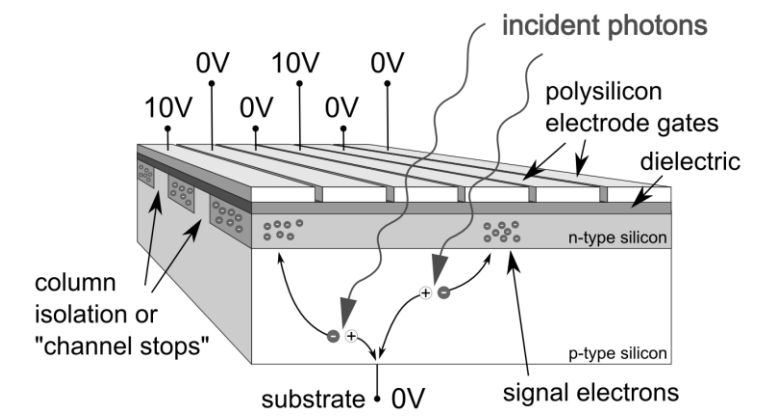 incident photons
0V 10V 0V
10V 0V 0V
polysilicon
electrode gates
dielectric
n-type silicon
column
isolation or
"channel stops"
+ −
− +
p-type silicon
substrate 0V
signal electrons